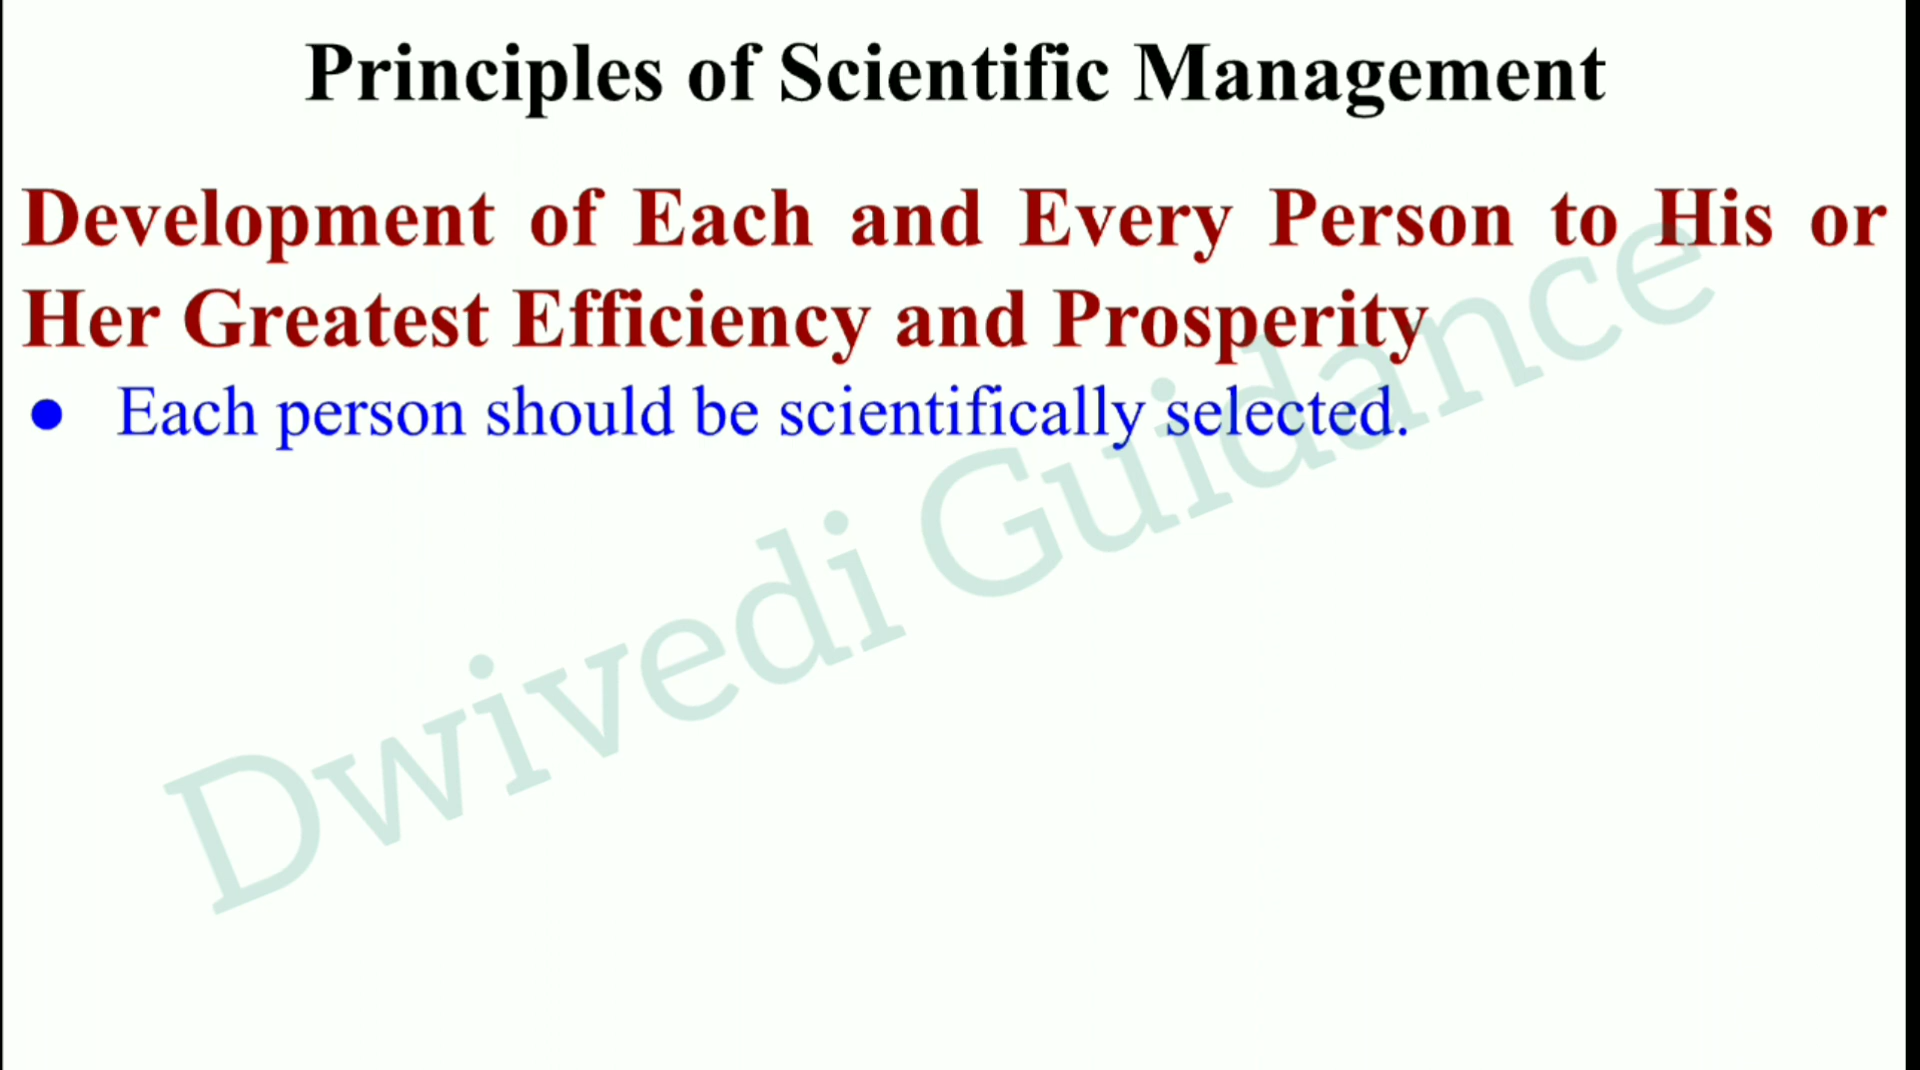 Principles of Scientific Management
Development of Each and Every Person to His or
Her Greatest Efficiency and Prosperity
● Each person should be scientifically selected.
Dwivedi Guidance